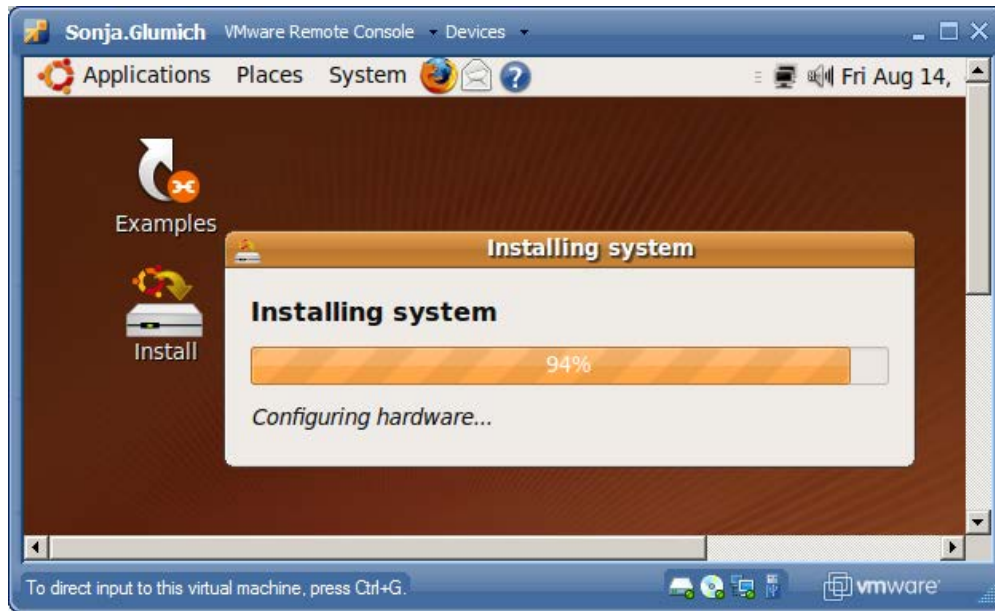 Sonja.Glumich VMware Remote Console Devices
Applications Places System ? Fri Aug 14,
Examples
Installing system
Installing system
94%
Configuring hardware...
Install
To direct input to this virtual machine, press Ctrl+G. vmware